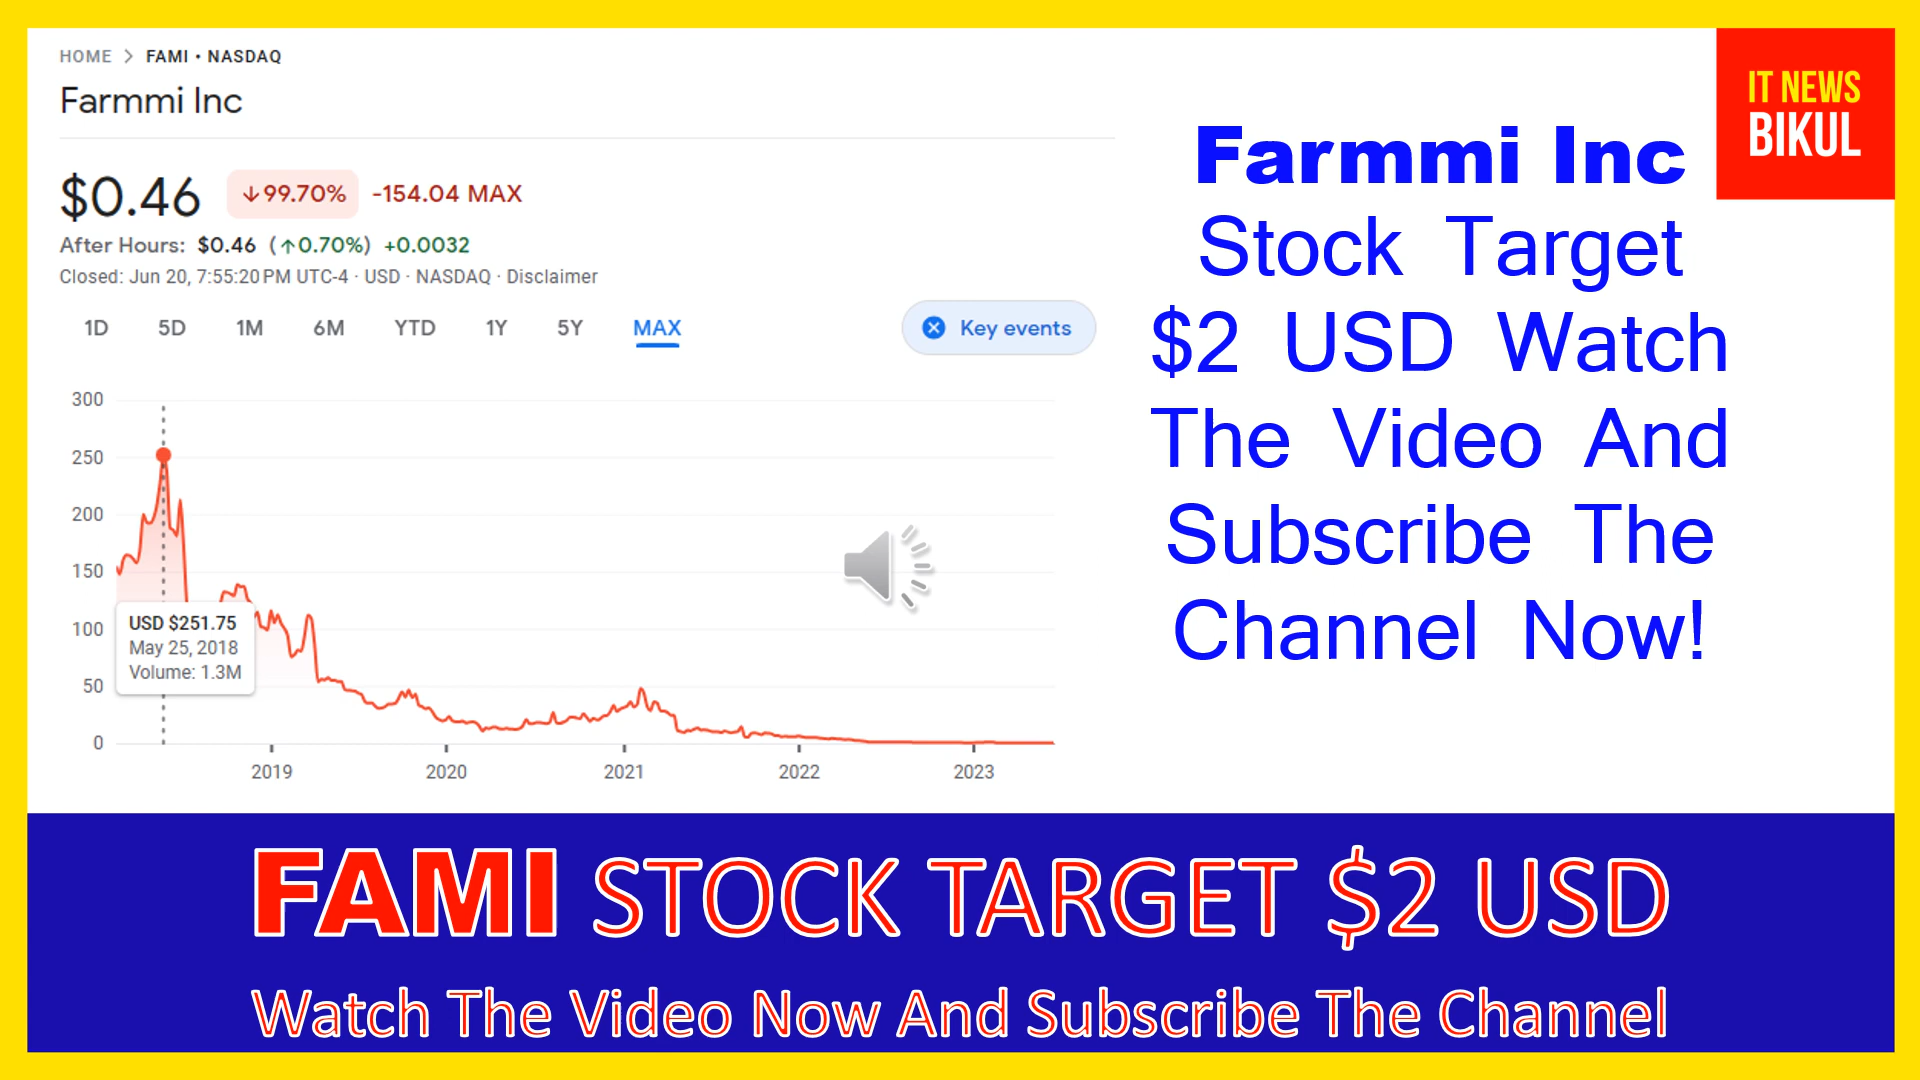 HOME > FAMI • NASDAQ
Farmmi Inc
$0.46 ↓99.70% -154.04 MAX
After Hours: $0.46 (↑0.70%) +0.0032
Closed: Jun 20, 7:55:20 PM UTC-4 · USD · NASDAQ · Disclaimer
1D 5D 1M 6M YTD 1Y 5Y MAX
Key events
300
250
200
150
100
50
0
USD $251.75
May 25, 2018
Volume: 1.3M
2019 2020 2021 2022 2023
IT NEWS
BIKUL
Farmmi Inc
Stock Target
$2 USD Watch
The Video And
Subscribe The
Channel Now!
FAMI STOCK TARGET $2 USD
Watch The Video Now And Subscribe The Channel